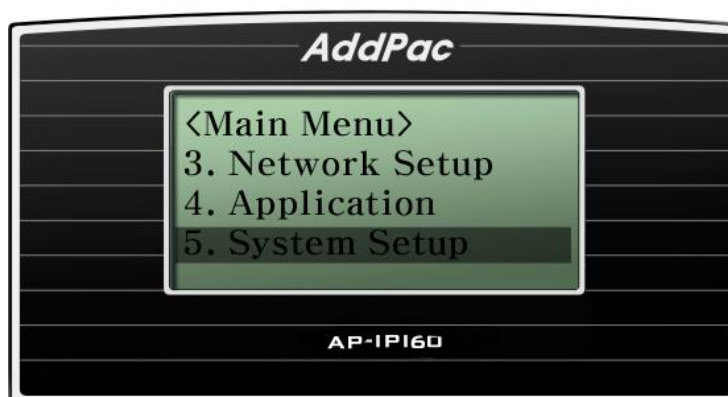 AddPac
<Main Menu>
3. Network Setup
4. Application
5. System Setup
AP-IP160